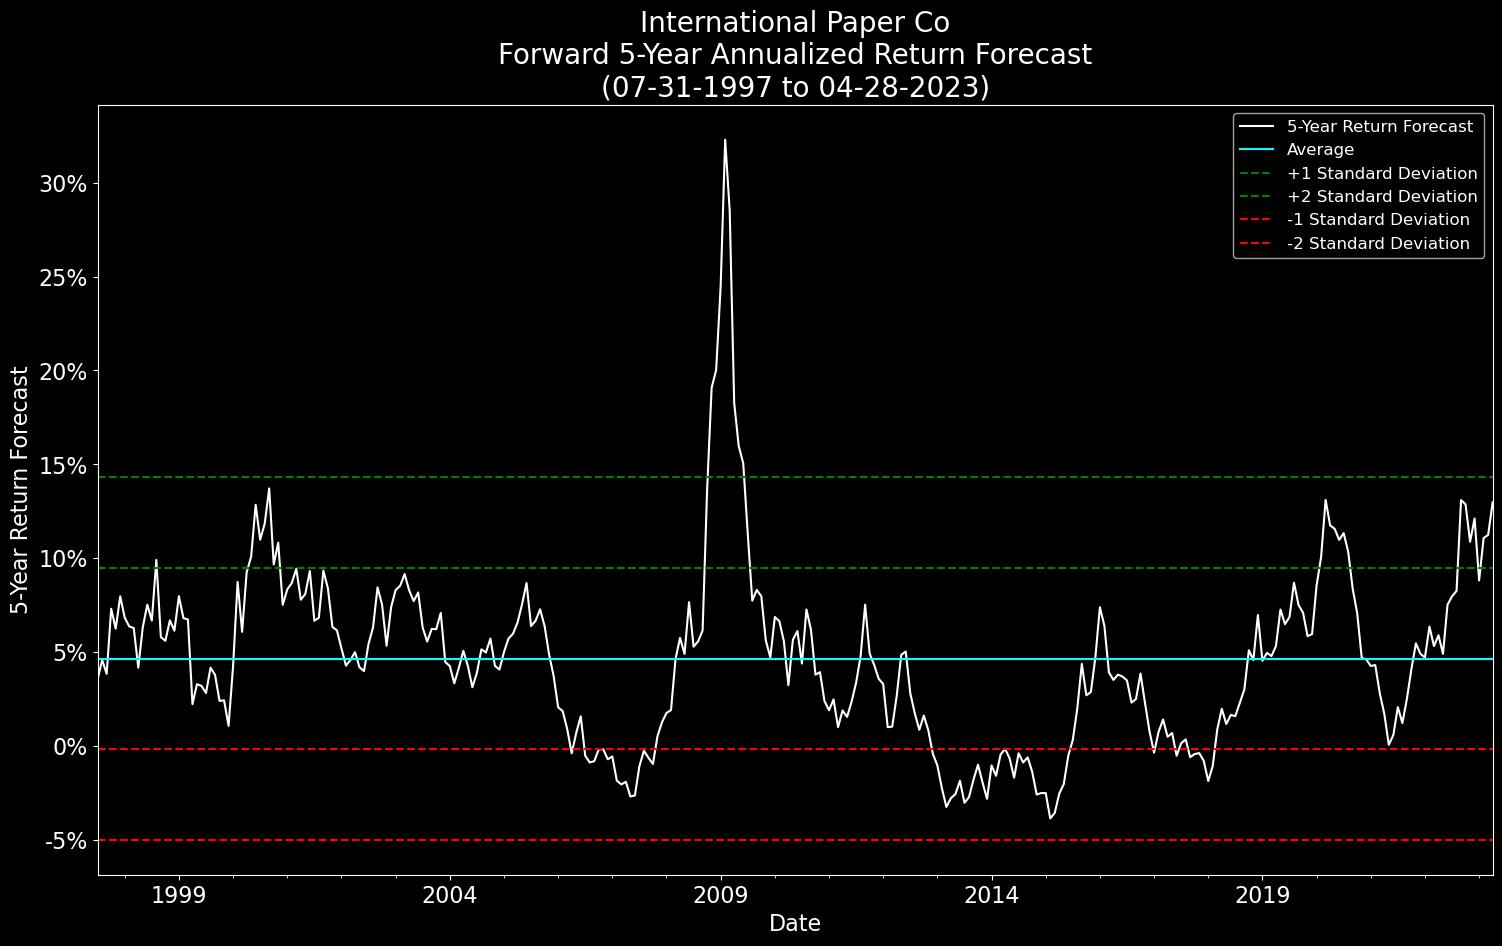 International Paper Co
Forward 5-Year Annualized Return Forecast
(07-31-1997 to 04-28-2023)
5-Year Return Forecast
Average
+1 Standard Deviation
+2 Standard Deviation
-1 Standard Deviation
-2 Standard Deviation
5-Year Return Forecast
30%
25%
20%
15%
10%
5%
0%
-5%
1999
2004
2009
2014
2019
Date